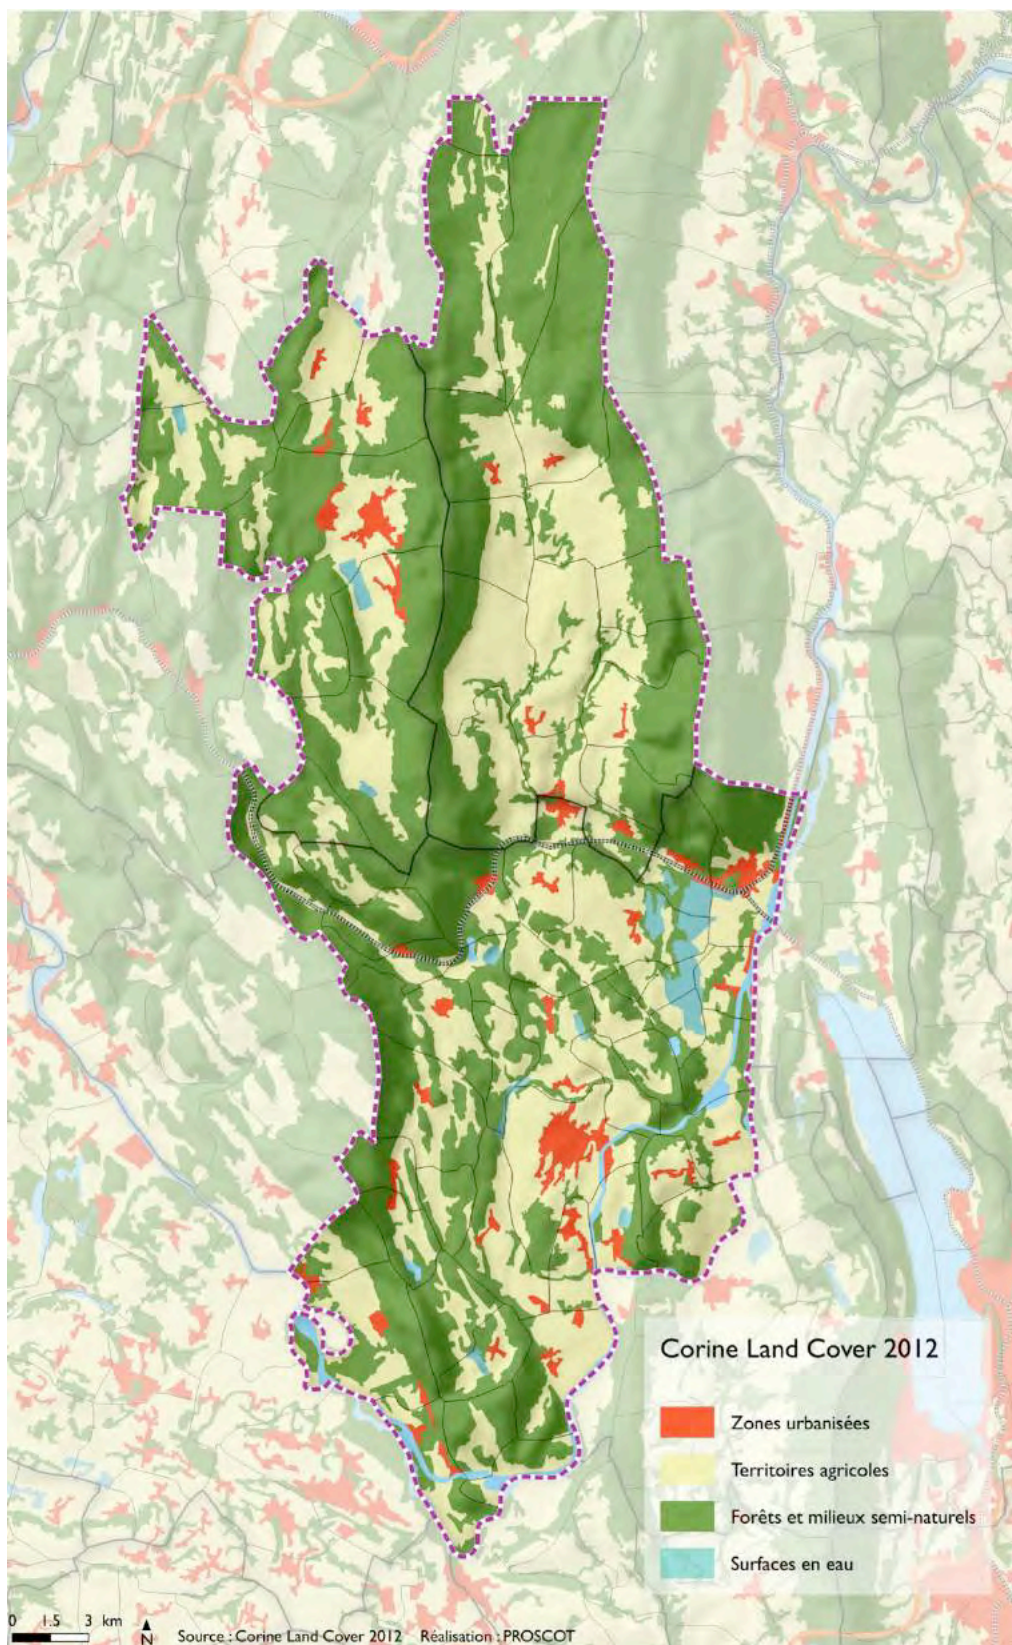 Corine Land Cover 2012
Zones urbanisées
Territoires agricoles
Forêts et milieux semi-naturels
Surfaces en eau
0 1.5 3 km
N
Source : Corine Land Cover 2012 Réalisation : PROSCOT